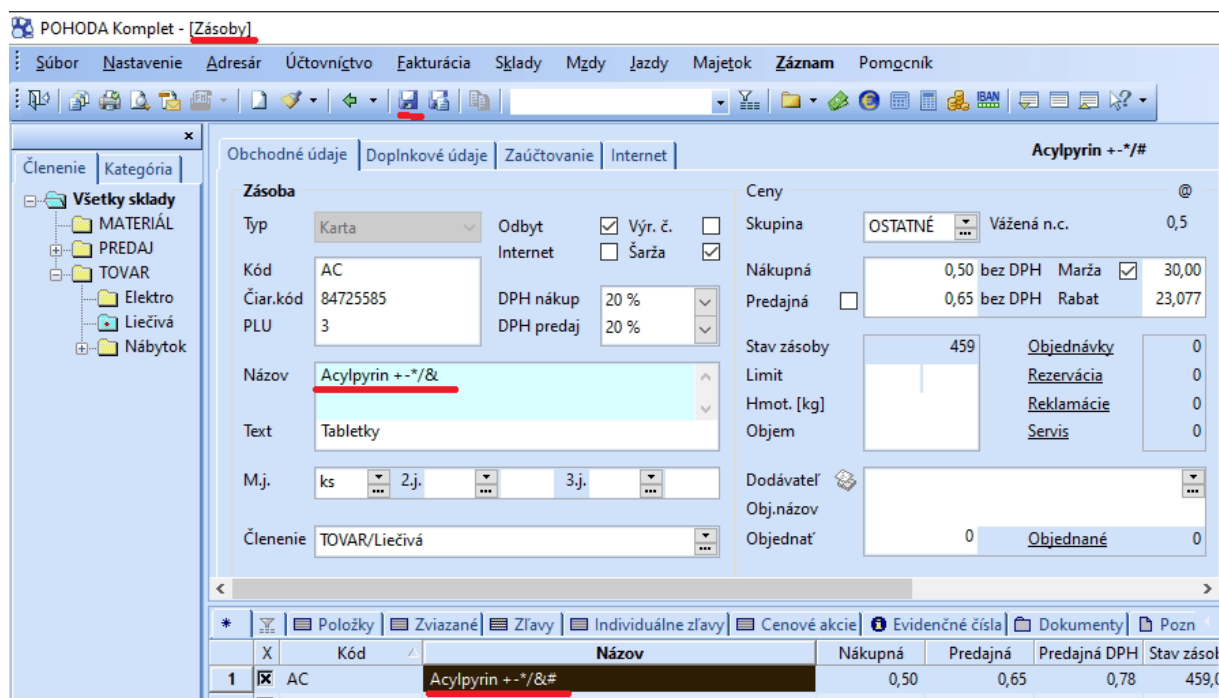 POHODA Komplet - [Zásoby]
Súbor Nastavenie Adresár Účtovníctvo Fakturácia Sklady Mzdy Jazdy Majetok Záznam Pomocník
IBAN
Členenie Kategória
Všetky sklady
MATERIÁL
PREDAJ
TOVAR
Elektro
Liečivá
Nábytok
Obchodné údaje Doplnkové údaje Zaúčtovanie Internet
Acylpyrin +-*/#
Zásoba
Typ Karta Odbyt Výr. č.
Internet Šarža
Kód AC
Čiar.kód 84725585 DPH nákup 20 %
PLU 3 DPH predaj 20 %
Názov Acylpyrin +-*/&
Text Tabletky
M.j. ks 2.j. 3.j.
Členenie TOVAR/Liečivá
Ceny @
Skupina OSTATNÉ Vážená n.c. 0,5
Nákupná 0,50 bez DPH Marža 30,00
Predajná 0,65 bez DPH Rabat 23,077
Stav zásoby 459 Objednávky 0
Limit Rezervácia 0
Hmot. [kg] Reklamácie 0
Objem Servis 0
Dodávateľ
Obj.názov
Objednať 0 Objednané 0
* Položky Zviazané Zľavy Individuálne zľavy Cenové akcie Evidenčné čísla Dokumenty Pozn
X Kód Názov Nákupná Predajná Predajná DPH Stav zásob
1 AC Acylpyrin +-*/&# 0,50 0,65 0,78 459,0